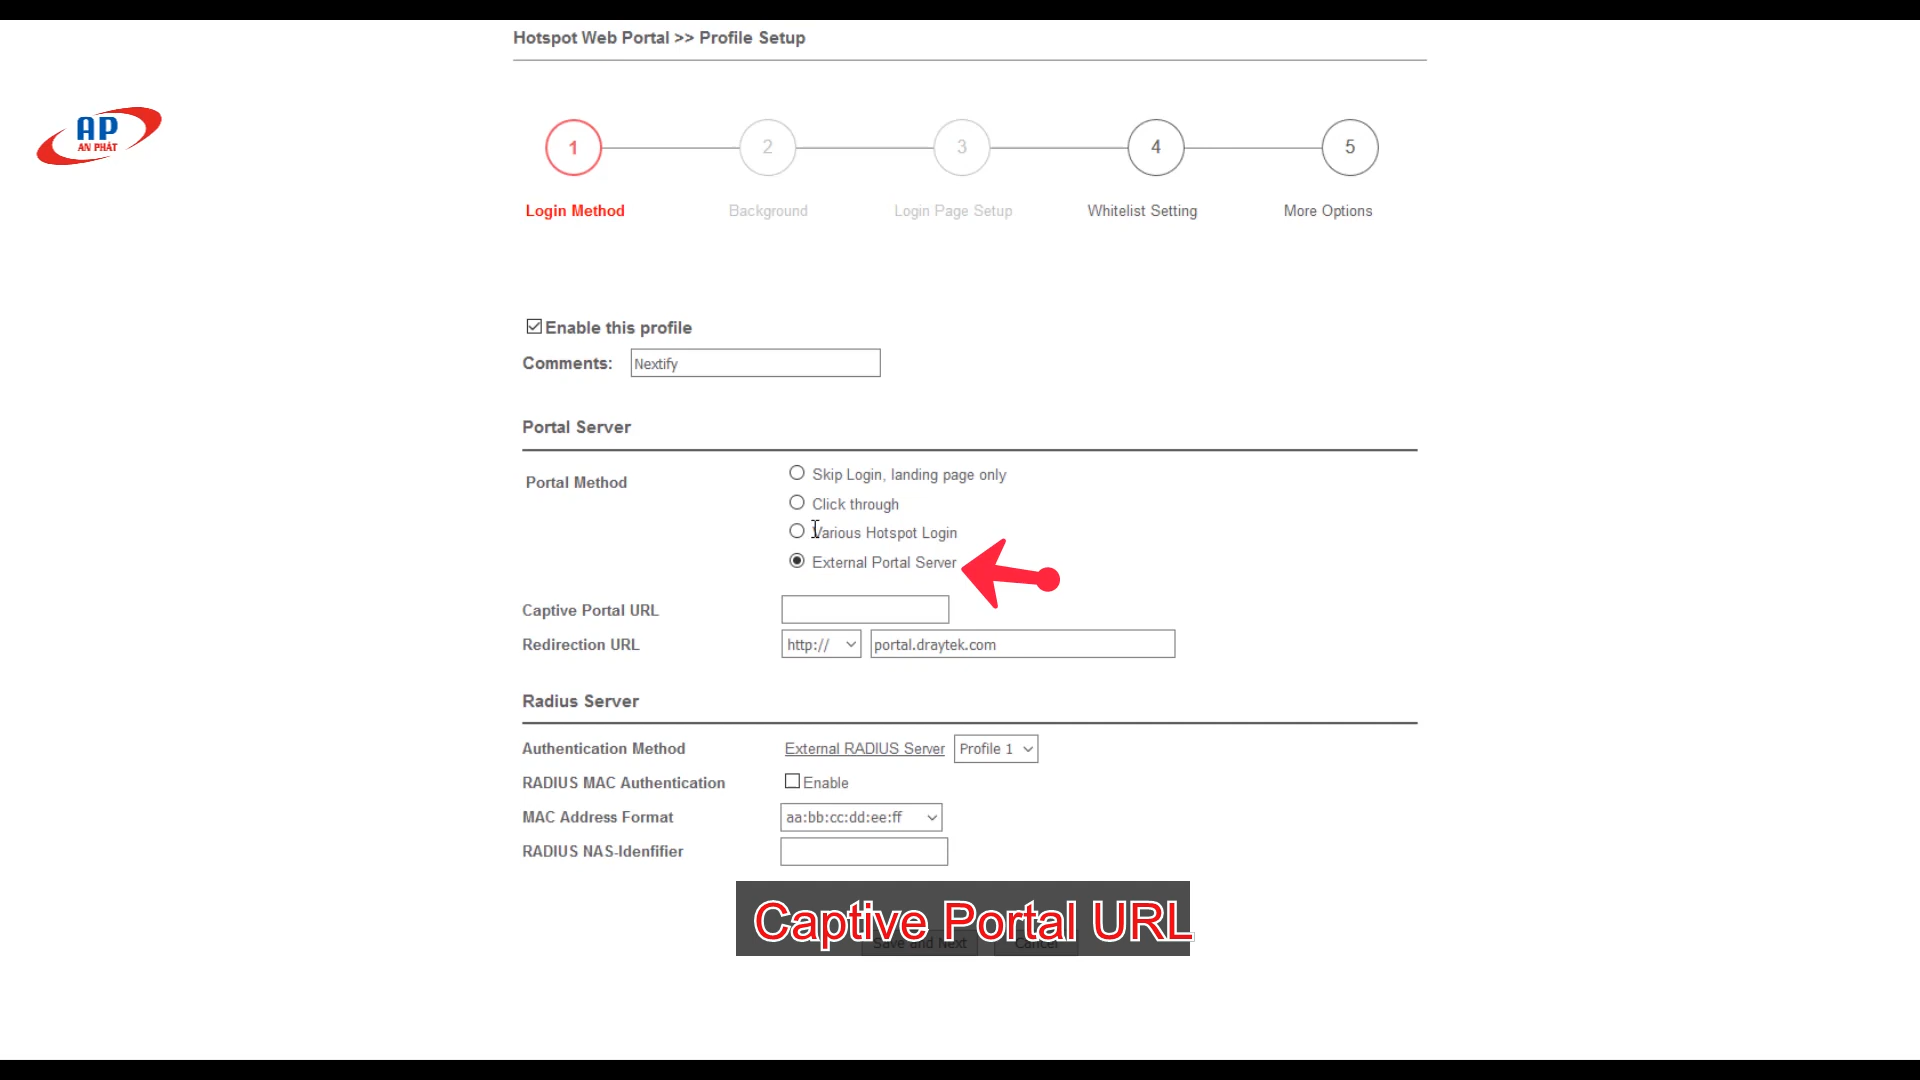 Hotspot Web Portal >> Profile Setup
AP
AN PHÁT
1
2
3
4
5
Login Method
Background
Login Page Setup
Whitelist Setting
More Options
Enable this profile
Comments:
Nextify
Portal Server
Portal Method
Skip Login, landing page only
Click through
Various Hotspot Login
External Portal Server
Captive Portal URL
Redirection URL
http://
portal.draytek.com
Radius Server
Authentication Method
External RADIUS Server
Profile 1
RADIUS MAC Authentication
Enable
MAC Address Format
aa:bb:cc:dd:ee:ff
RADIUS NAS-Idenfifier
Captive Portal URL
Save and Next
Cancel